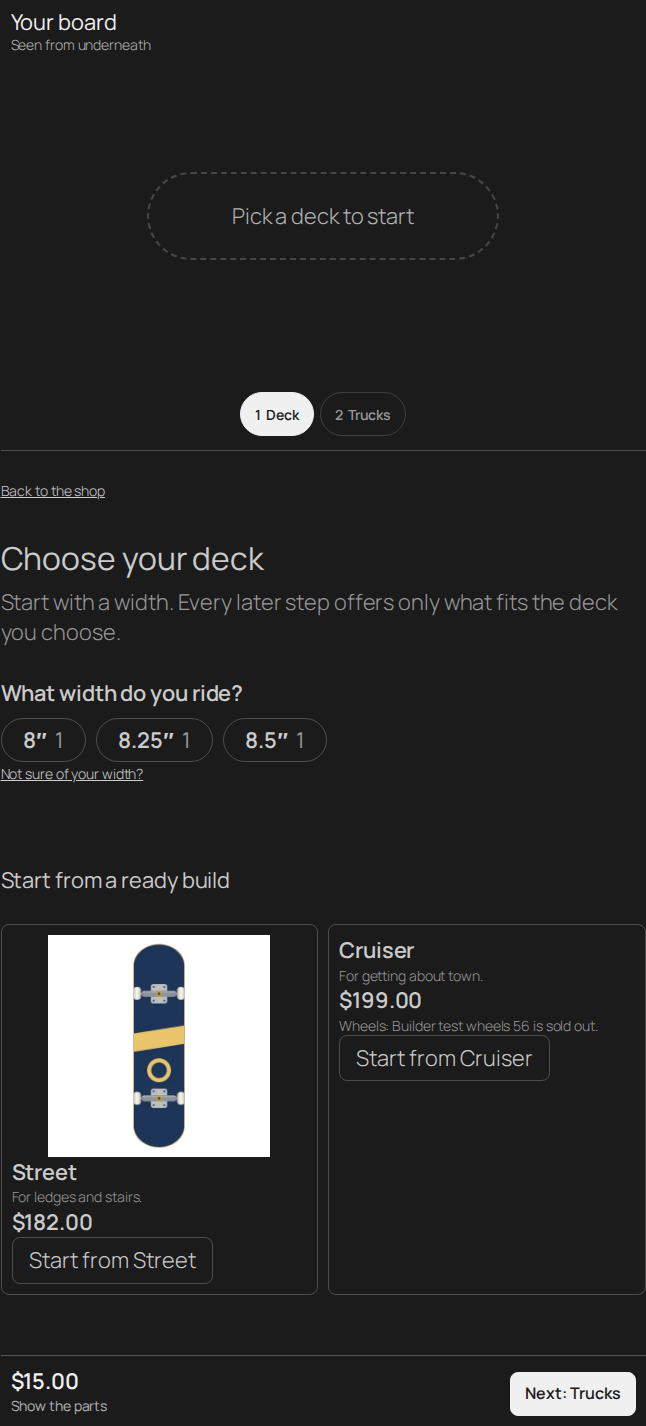 Your board
Seen from underneath
Pick a deck to start
1 Deck
2 Trucks
Back to the shop
Choose your deck
Start with a width. Every later step offers only what fits the deck
you choose.
What width do you ride?
8″ 1
8.25″ 1
8.5″ 1
Not sure of your width?
Start from a ready build
Street
For ledges and stairs.
$182.00
Start from Street
Cruiser
For getting about town.
$199.00
Wheels: Builder test wheels 56 is sold out.
Start from Cruiser
$15.00
Show the parts
Next: Trucks